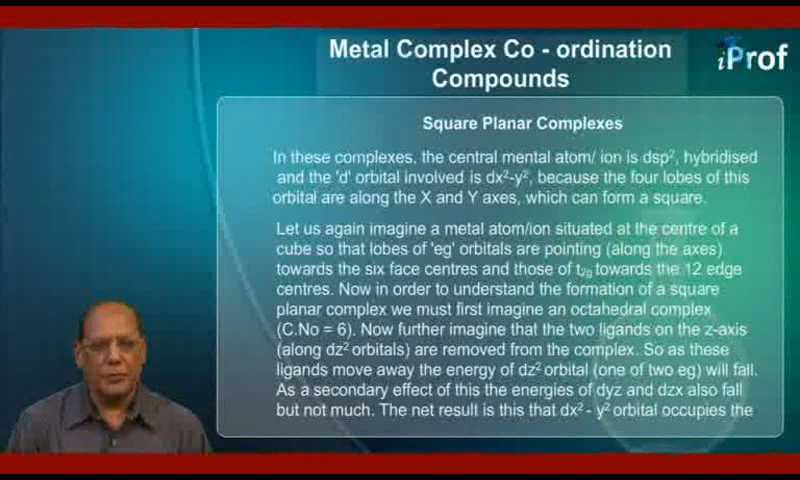 Metal Complex Co - ordination
Compounds
iProf
Square Planar Complexes
In these complexes, the central mental atom/ ion is dsp², hybridised
and the 'd' orbital involved is dx²-y², because the four lobes of this
orbital are along the X and Y axes, which can form a square.
Let us again imagine a metal atom/ion situated at the centre of a
cube so that lobes of 'eg' orbitals are pointing (along the axes)
towards the six face centres and those of t₂g towards the 12 edge
centres. Now in order to understand the formation of a square
planar complex we must first imagine an octahedral complex
(C.No = 6). Now further imagine that the two ligands on the z-axis
(along dz² orbitals) are removed from the complex. So as these
ligands move away the energy of dz² orbital (one of two eg) will fall.
As a secondary effect of this the energies of dyz and dzx also fall
but not much. The net result is this that dx² - y² orbital occupies the